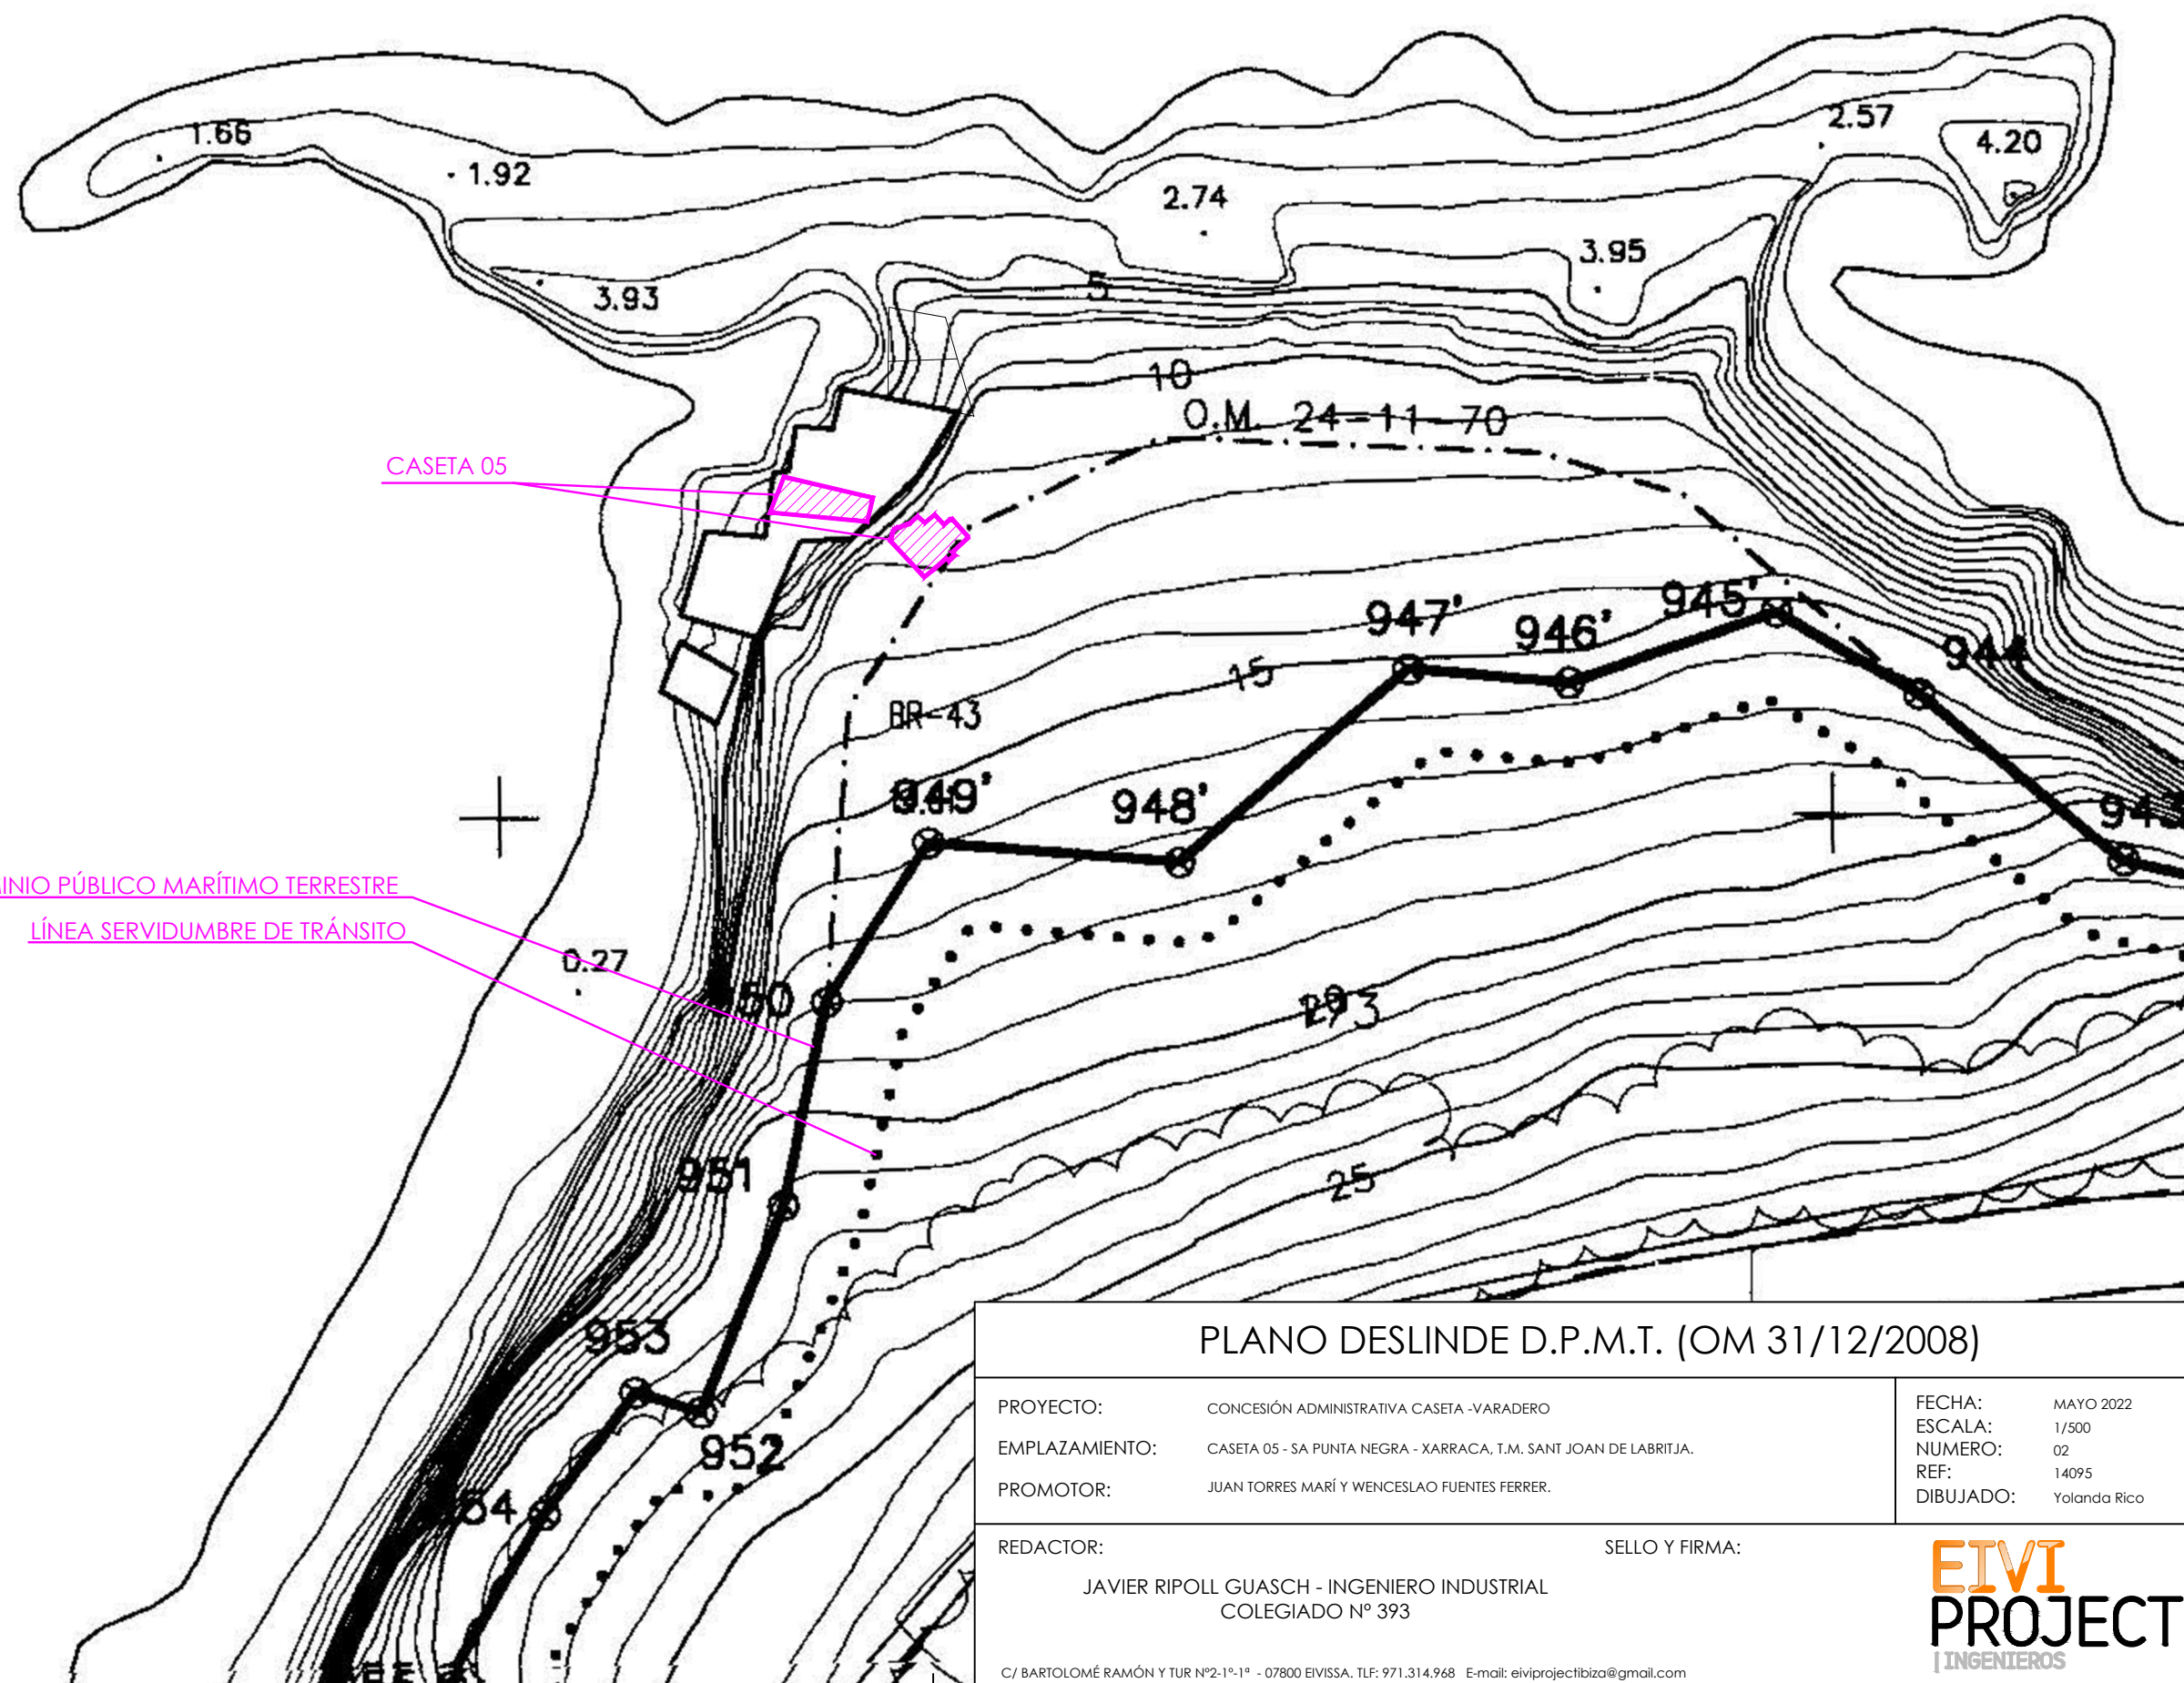 1.66
1.92
2.57
4.20
2.74
3.95
3.93
5
10
O.M. 24-11-70
CASETA 05
947'
946'
945'
944
15
BR-43
949'
948'
943
INIO PÚBLICO MARÍTIMO TERRESTRE
LÍNEA SERVIDUMBRE DE TRÁNSITO
0.27
50
951
25
953
952
54
PLANO DESLINDE D.P.M.T. (OM 31/12/2008)
PROYECTO: CONCESIÓN ADMINISTRATIVA CASETA -VARADERO
EMPLAZAMIENTO: CASETA 05 - SA PUNTA NEGRA - XARRACA, T.M. SANT JOAN DE LABRITJA.
PROMOTOR: JUAN TORRES MARÍ Y WENCESLAO FUENTES FERRER.
FECHA: MAYO 2022
ESCALA: 1/500
NUMERO: 02
REF: 14095
DIBUJADO: Yolanda Rico
REDACTOR:
SELLO Y FIRMA:
JAVIER RIPOLL GUASCH - INGENIERO INDUSTRIAL
COLEGIADO Nº 393
C/ BARTOLOMÉ RAMÓN Y TUR Nº2-1º-1ª - 07800 EIVISSA. TLF: 971.314.968 E-mail: eiviprojectibiza@gmail.com
EIVI
PROJECT
| INGENIEROS